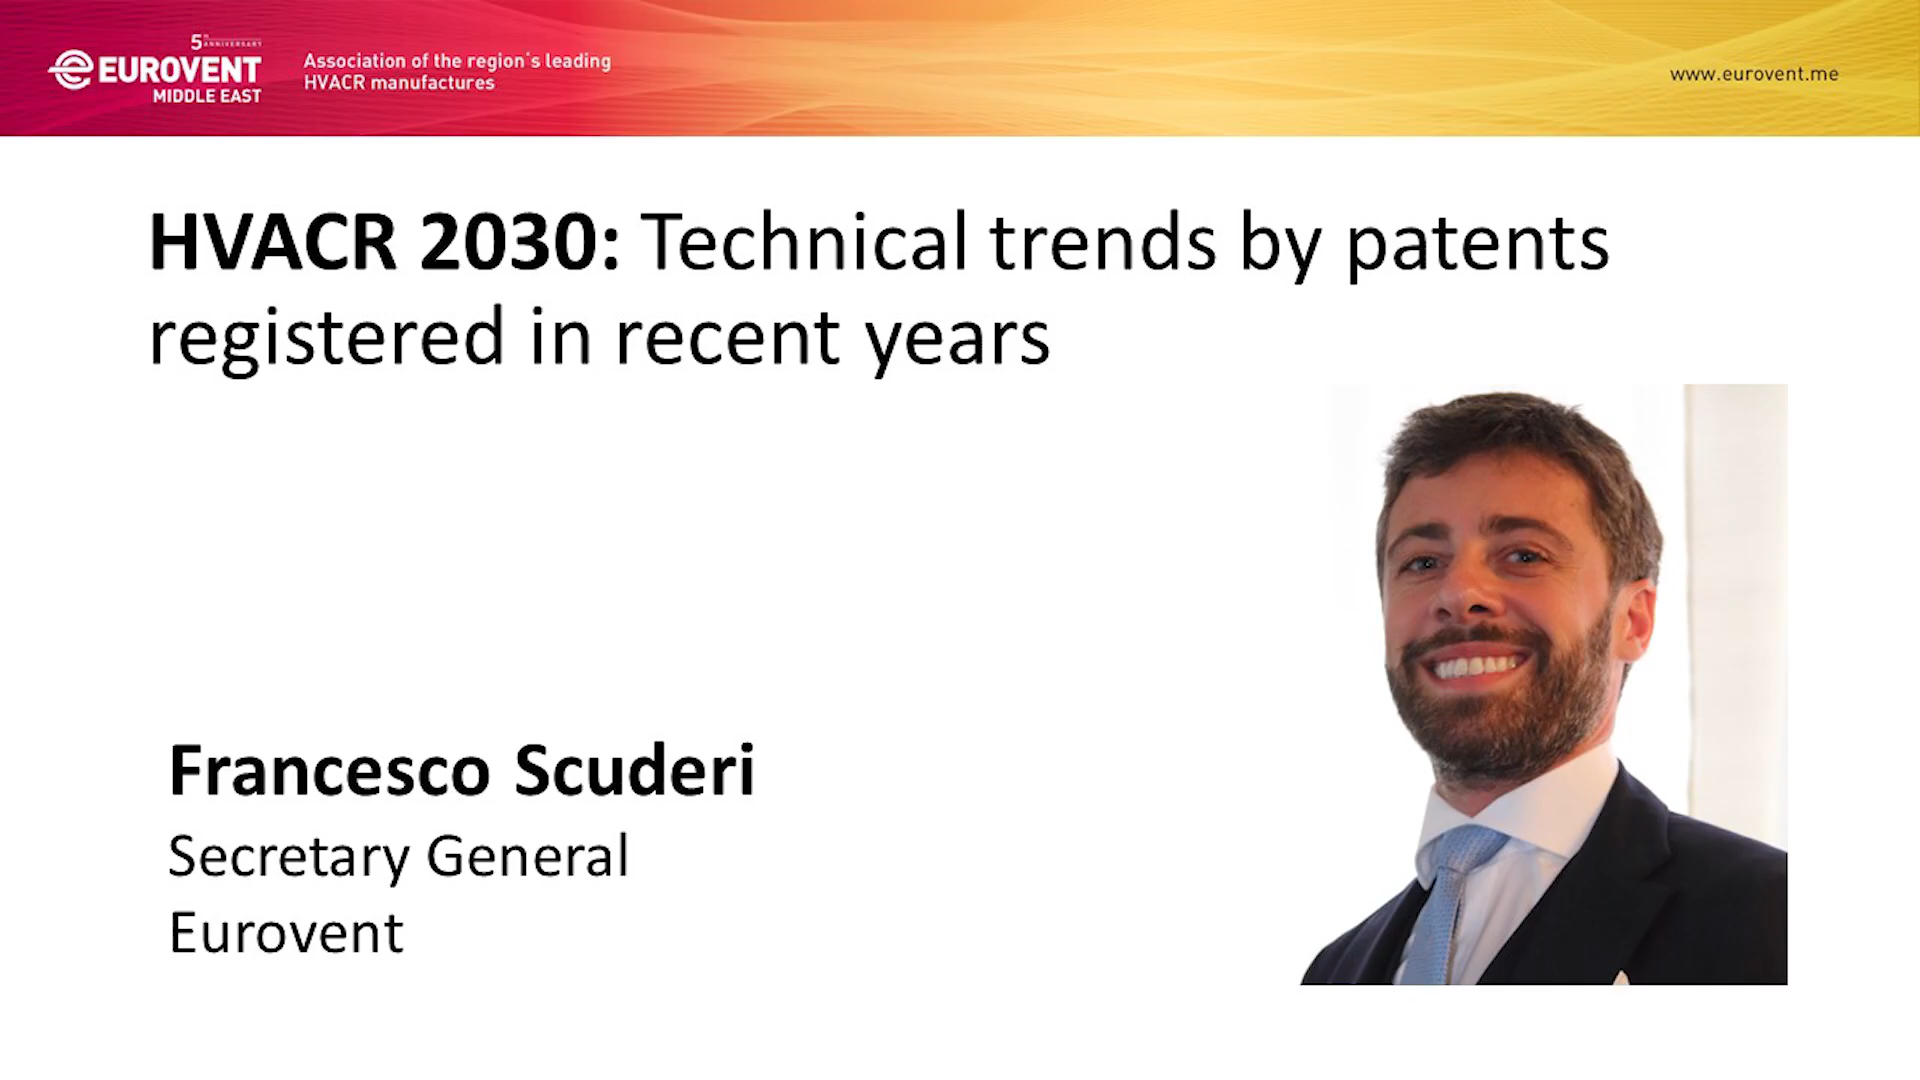 5TH ANNIVERSARY
EUROVENT
MIDDLE EAST
Association of the region's leading
HVACR manufactures
www.eurovent.me
HVACR 2030: Technical trends by patents
registered in recent years
Francesco Scuderi
Secretary General
Eurovent